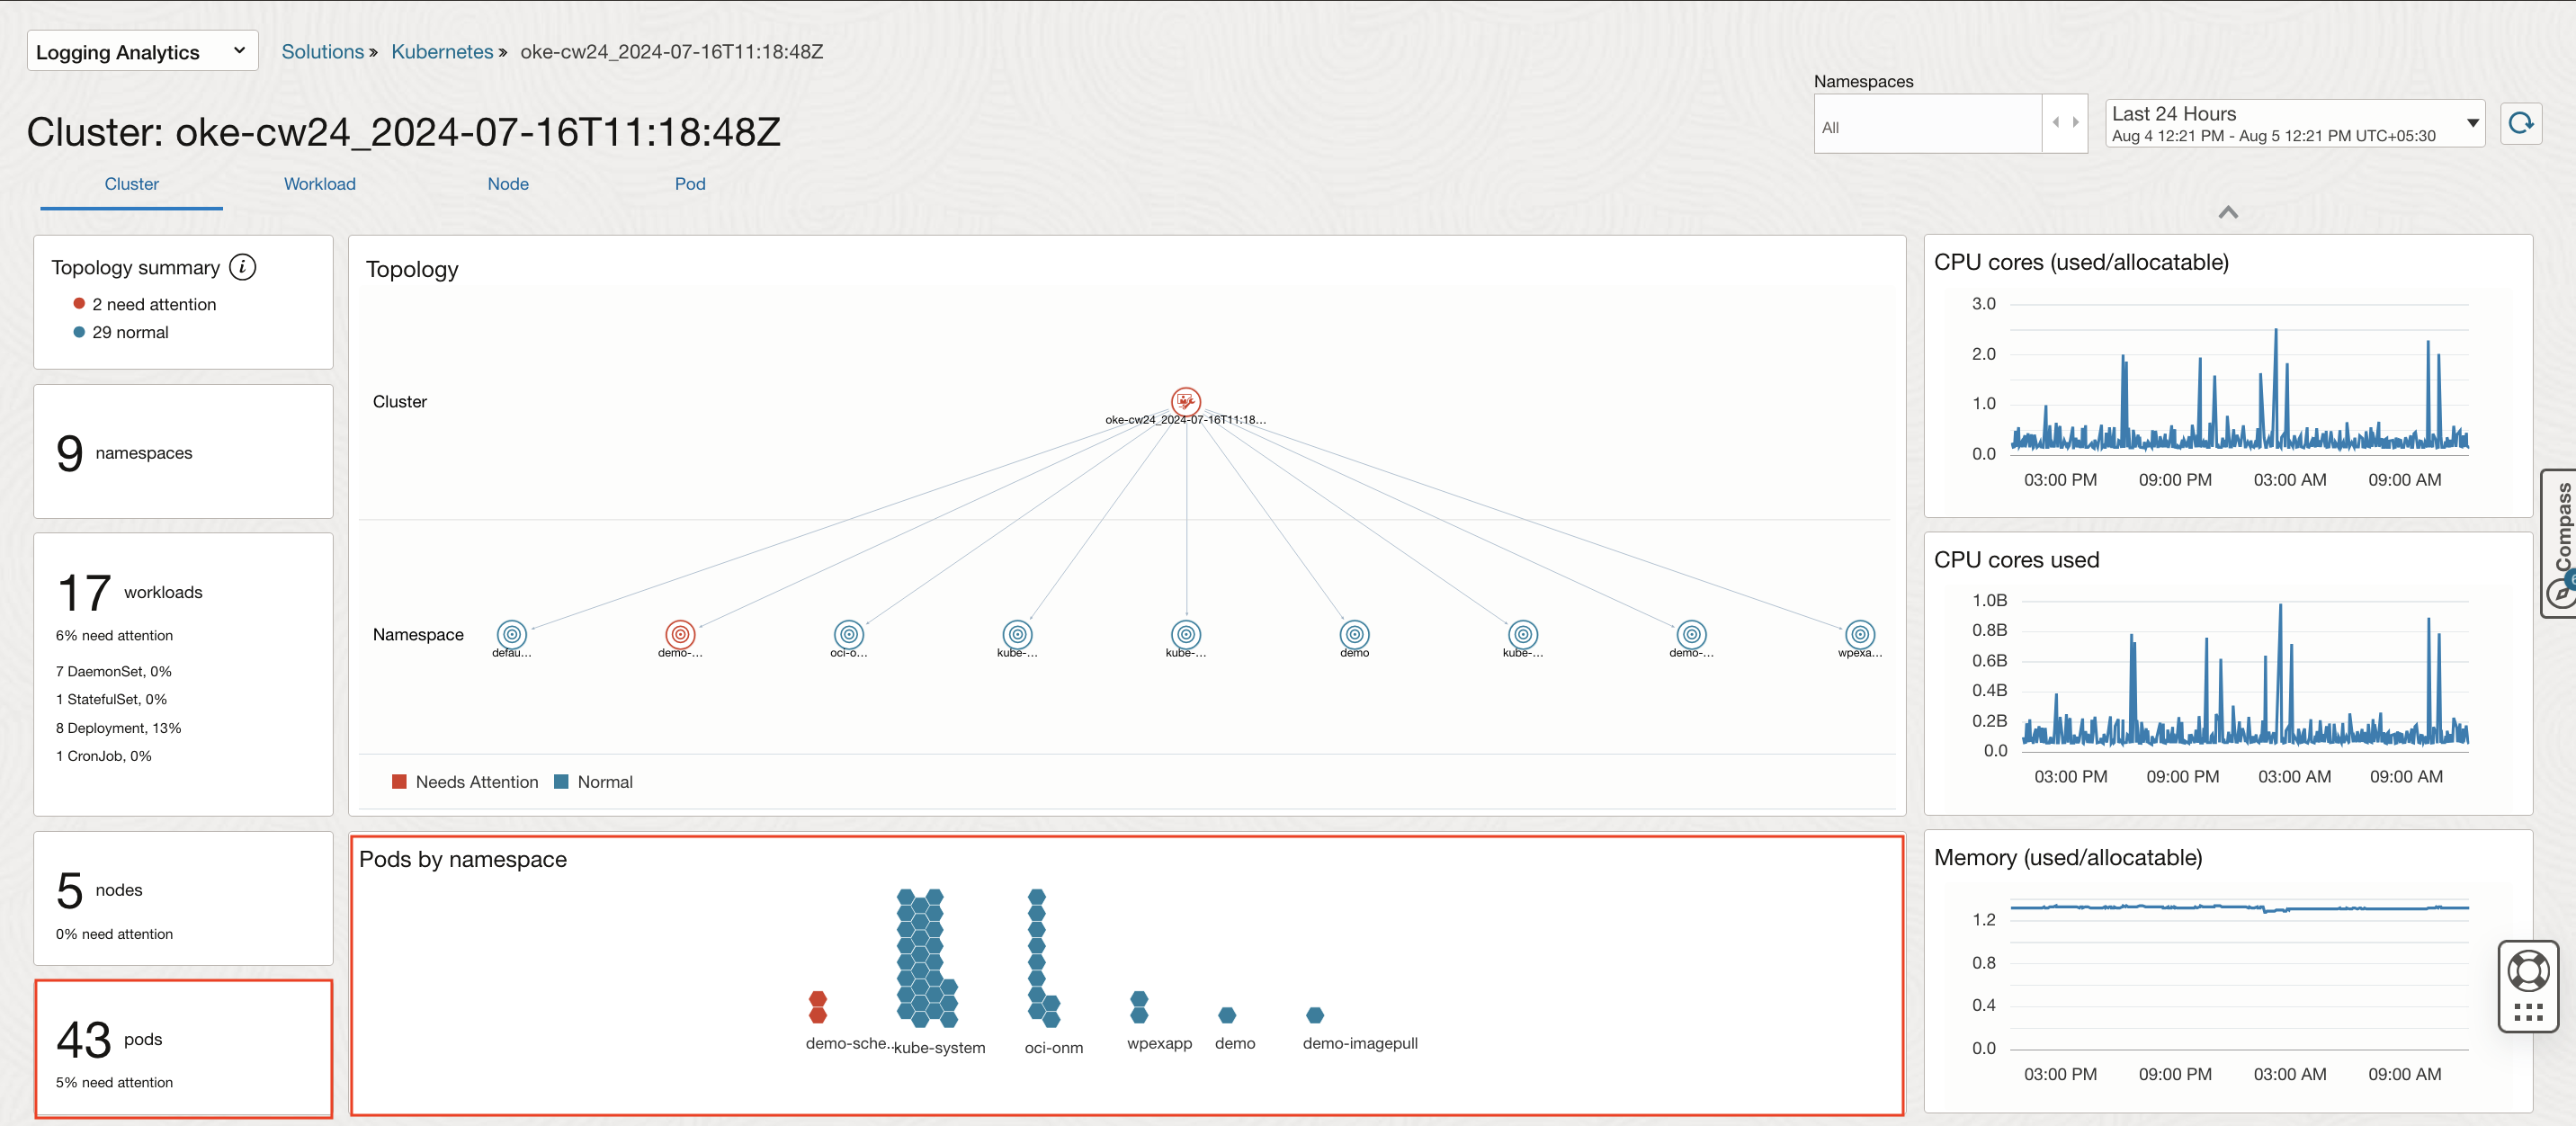 Logging Analytics
Solutions » Kubernetes » oke-cw24_2024-07-16T11:18:48Z
Namespaces
All
Last 24 Hours
Aug 4 12:21 PM - Aug 5 12:21 PM UTC+05:30
Cluster: oke-cw24_2024-07-16T11:18:48Z
Cluster
Workload
Node
Pod
Topology summary i
2 need attention
29 normal
9 namespaces
17 workloads
6% need attention
7 DaemonSet, 0%
1 StatefulSet, 0%
8 Deployment, 13%
1 CronJob, 0%
5 nodes
0% need attention
43 pods
5% need attention
Topology
Cluster
oke-cw24_2024-07-16T11:18...
Namespace
defau...
demo-...
oci-o...
kube-...
kube-...
demo
kube-...
demo-...
wpexa...
Needs Attention
Normal
Pods by namespace
demo-sche...
kube-system
oci-onm
wpexapp
demo
demo-imagepull
CPU cores (used/allocatable)
3.0
2.0
1.0
0.0
03:00 PM
09:00 PM
03:00 AM
09:00 AM
CPU cores used
1.0B
0.8B
0.6B
0.4B
0.2B
0.0
03:00 PM
09:00 PM
03:00 AM
09:00 AM
Memory (used/allocatable)
1.2
0.8
0.4
0.0
03:00 PM
09:00 PM
03:00 AM
09:00 AM
Compass